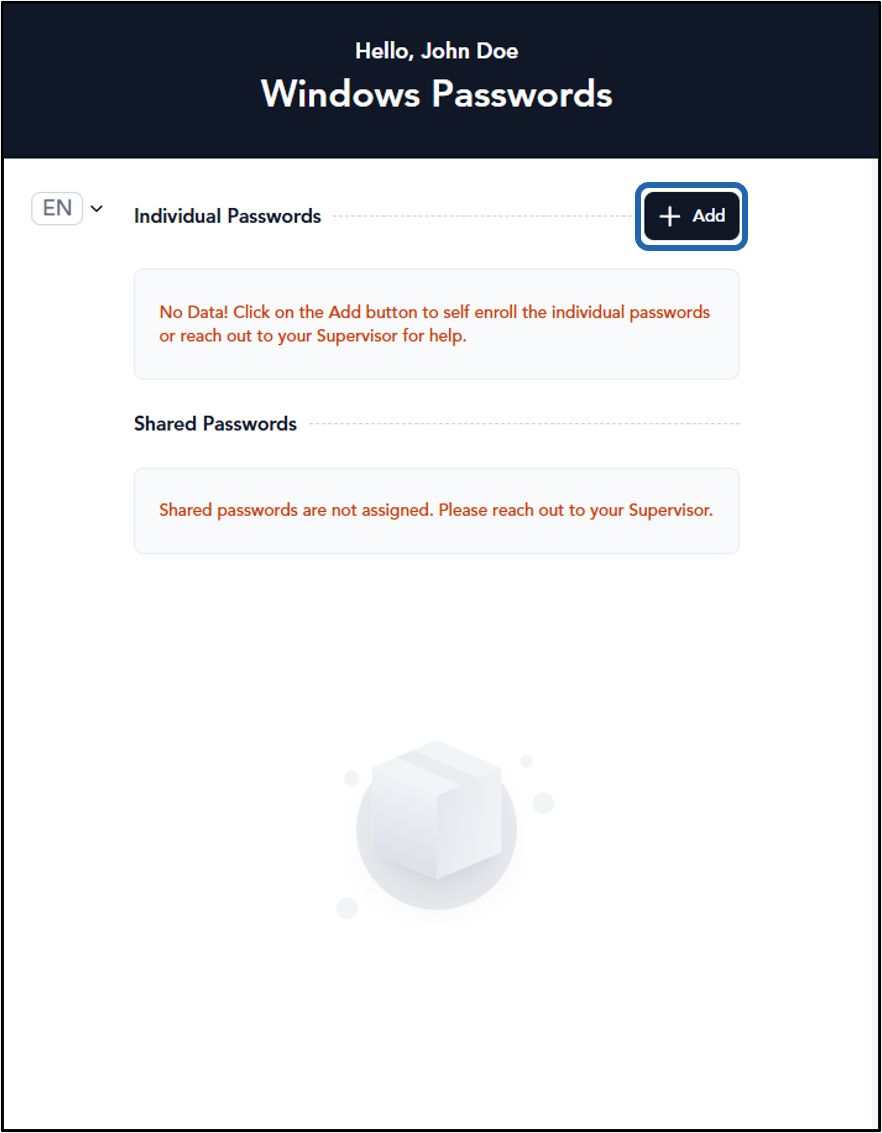 Hello, John Doe
Windows Passwords
EN
Individual Passwords
Add
No Data! Click on the Add button to self enroll the individual passwords
or reach out to your Supervisor for help.
Shared Passwords
Shared passwords are not assigned. Please reach out to your Supervisor.